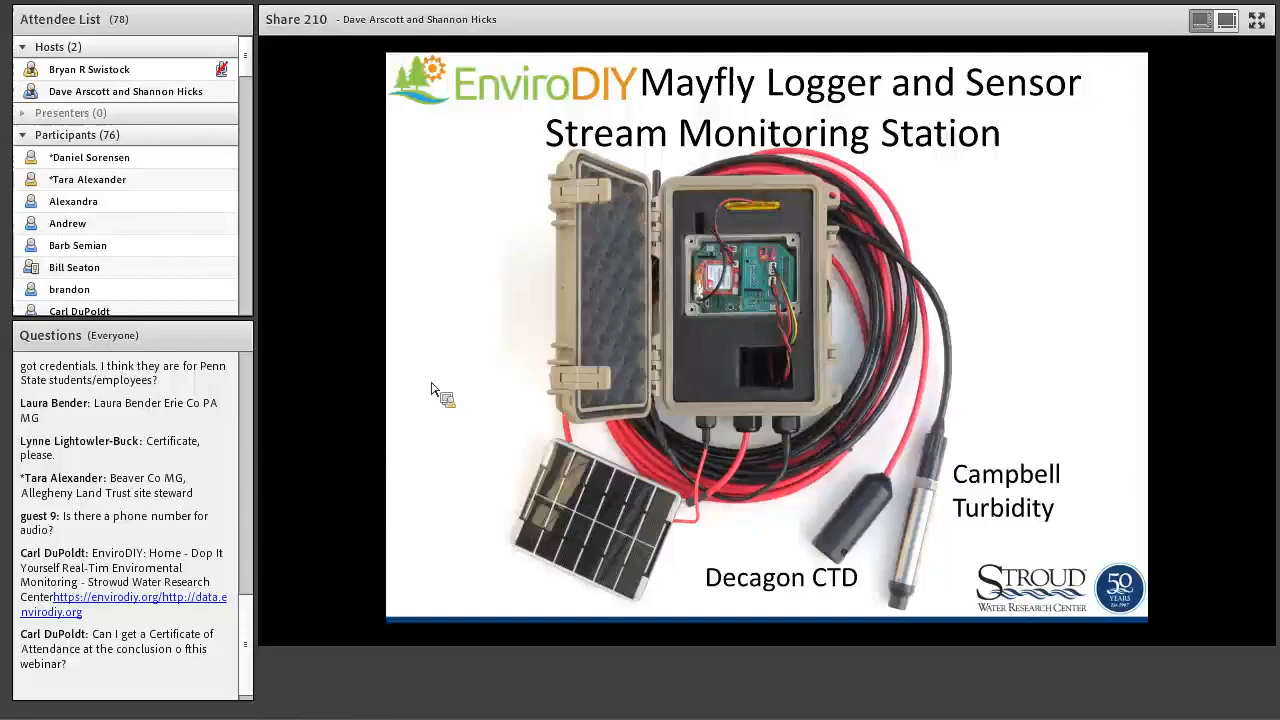 Attendee List (78)
Hosts (2)
Bryan R Swistock
Dave Arscott and Shannon Hicks
Presenters (0)
Participants (76)
*Daniel Sorensen
*Tara Alexander
Alexandra
Andrew
Barb Semian
Bill Seaton
brandon
Carl DuPoldt
Questions (Everyone)
got credentials. I think they are for Penn
State students/employees?
Laura Bender: Laura Bender Erie Co PA
MG
Lynne Lightowler-Buck: Certificate,
please.
*Tara Alexander: Beaver Co MG,
Allegheny Land Trust site steward
guest 9: Is there a phone number for
audio?
Carl DuPoldt: EnviroDIY: Home - Dop It
Yourself Real-Tim Enviromental
Monitoring - Strowud Water Research
Centerhttps://envirodiy.org/http://data.e
nvirodiy.org
Carl DuPoldt: Can I get a Certificate of
Attendance at the conclusion o fthis
webinar?
Share 210 - Dave Arscott and Shannon Hicks
EnviroDIY Mayfly Logger and Sensor
Stream Monitoring Station
Campbell
Turbidity
Decagon CTD
STROUD
WATER RESEARCH CENTER
50
YEARS
Est. 1967